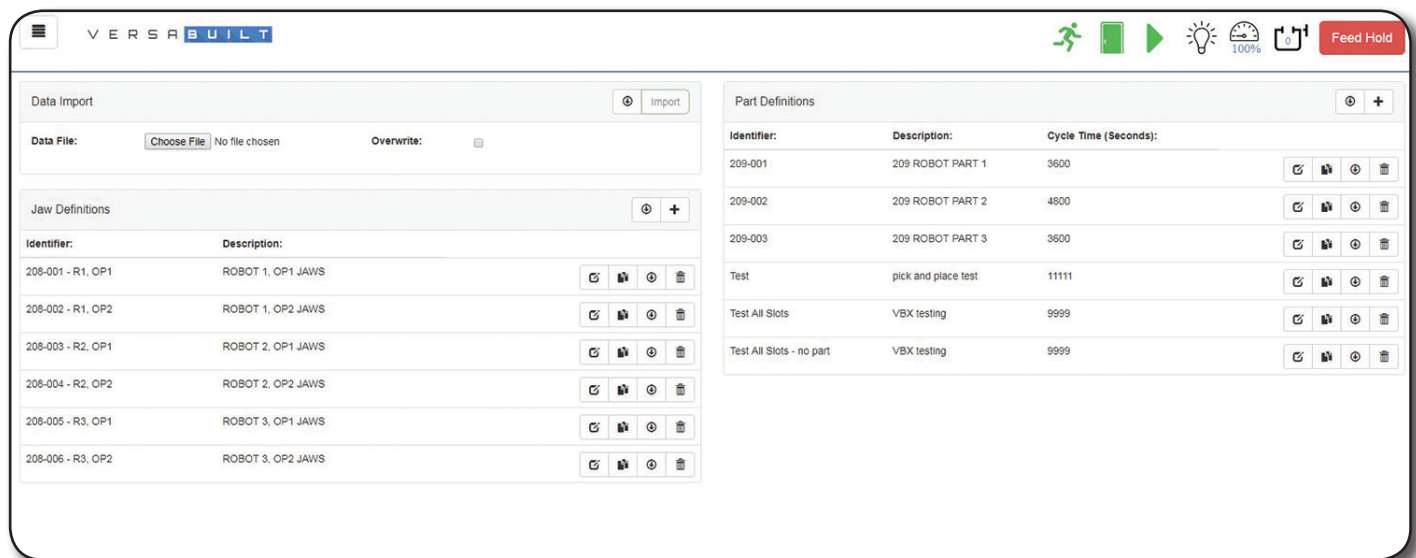 VERSABUILT
100%
0
Feed Hold
Data Import
Import
Data File:
Choose File No file chosen
Overwrite:
Jaw Definitions
Identifier: Description:
208-001 - R1, OP1 ROBOT 1, OP1 JAWS
208-002 - R1, OP2 ROBOT 1, OP2 JAWS
208-003 - R2, OP1 ROBOT 2, OP1 JAWS
208-004 - R2, OP2 ROBOT 2, OP2 JAWS
208-005 - R3, OP1 ROBOT 3, OP1 JAWS
208-006 - R3, OP2 ROBOT 3, OP2 JAWS
Part Definitions
Identifier: Description: Cycle Time (Seconds):
209-001 209 ROBOT PART 1 3600
209-002 209 ROBOT PART 2 4800
209-003 209 ROBOT PART 3 3600
Test pick and place test 11111
Test All Slots VBX testing 9999
Test All Slots - no part VBX testing 9999